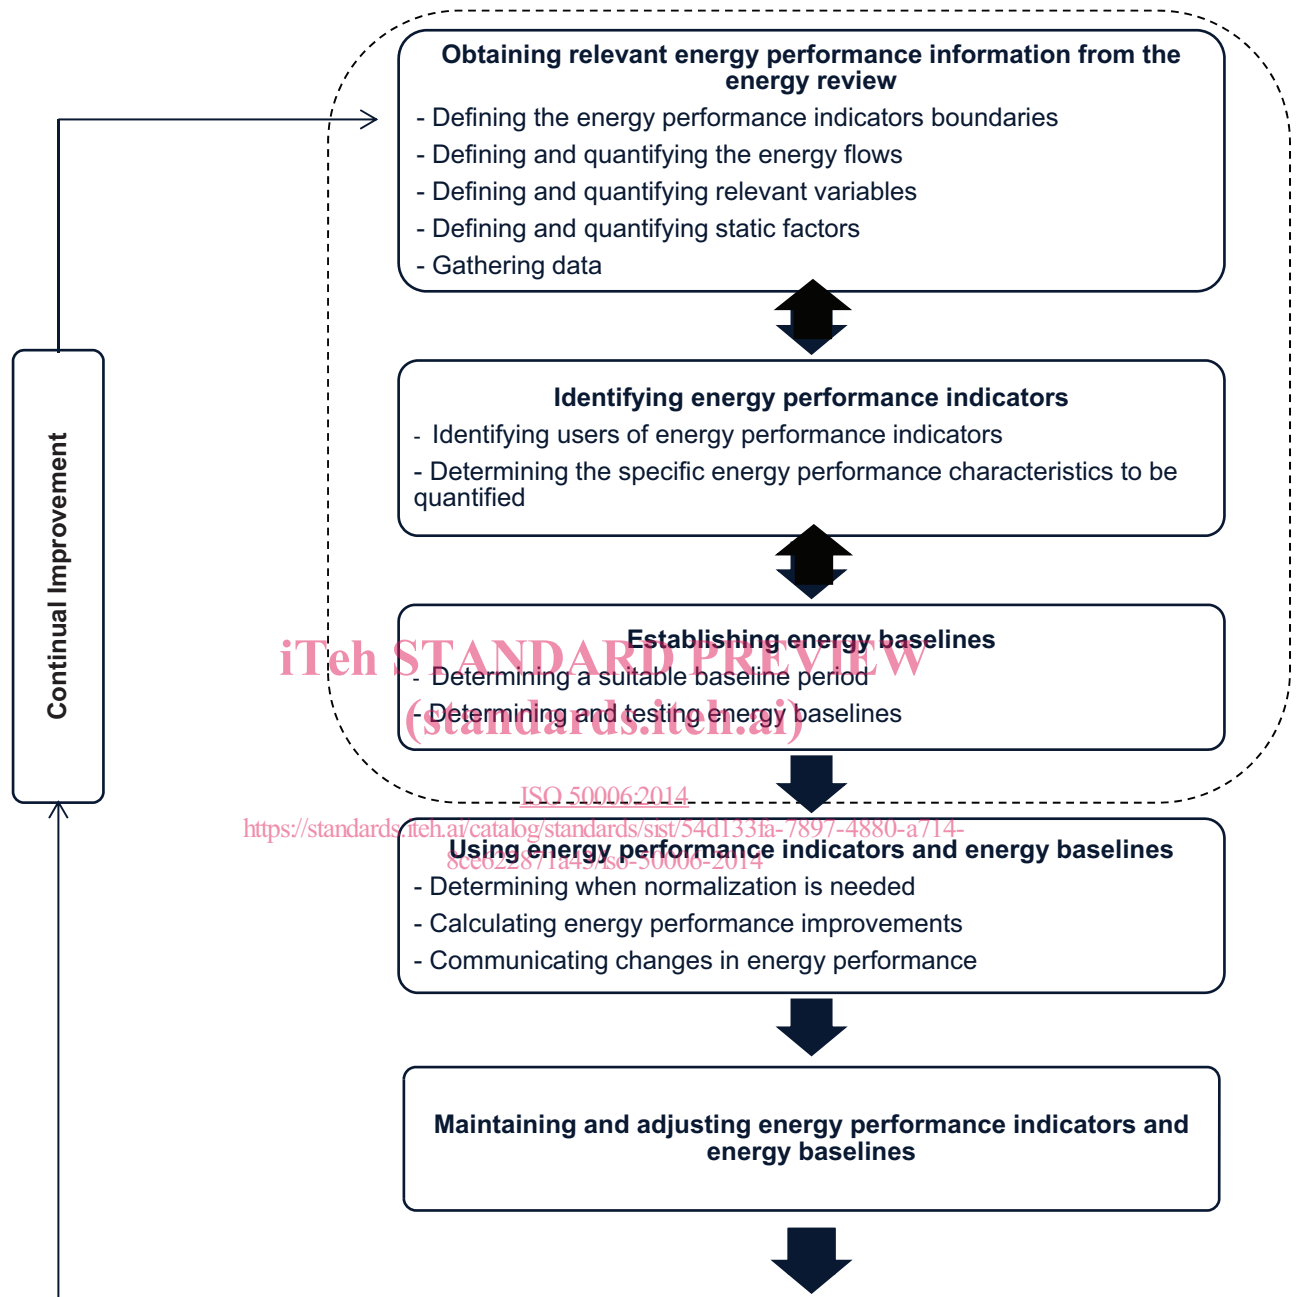 Obtaining relevant energy performance information from the
energy review
- Defining the energy performance indicators boundaries
- Defining and quantifying the energy flows
- Defining and quantifying relevant variables
- Defining and quantifying static factors
- Gathering data
Identifying energy performance indicators
- Identifying users of energy performance indicators
- Determining the specific energy performance characteristics to be
quantified
Continual Improvement
Establishing energy baselines
iTeh STANDARD PREVIEW
- Determining a suitable baseline period
- Determining and testing energy baselines
(standards.iteh.ai)
ISO 50006:2014
https://standards.iteh.ai/catalog/standards/sist/54d133fa-7897-4880-a714-
8ce622871a43/iso-50006-2014
Using energy performance indicators and energy baselines
- Determining when normalization is needed
- Calculating energy performance improvements
- Communicating changes in energy performance
Maintaining and adjusting energy performance indicators and
energy baselines